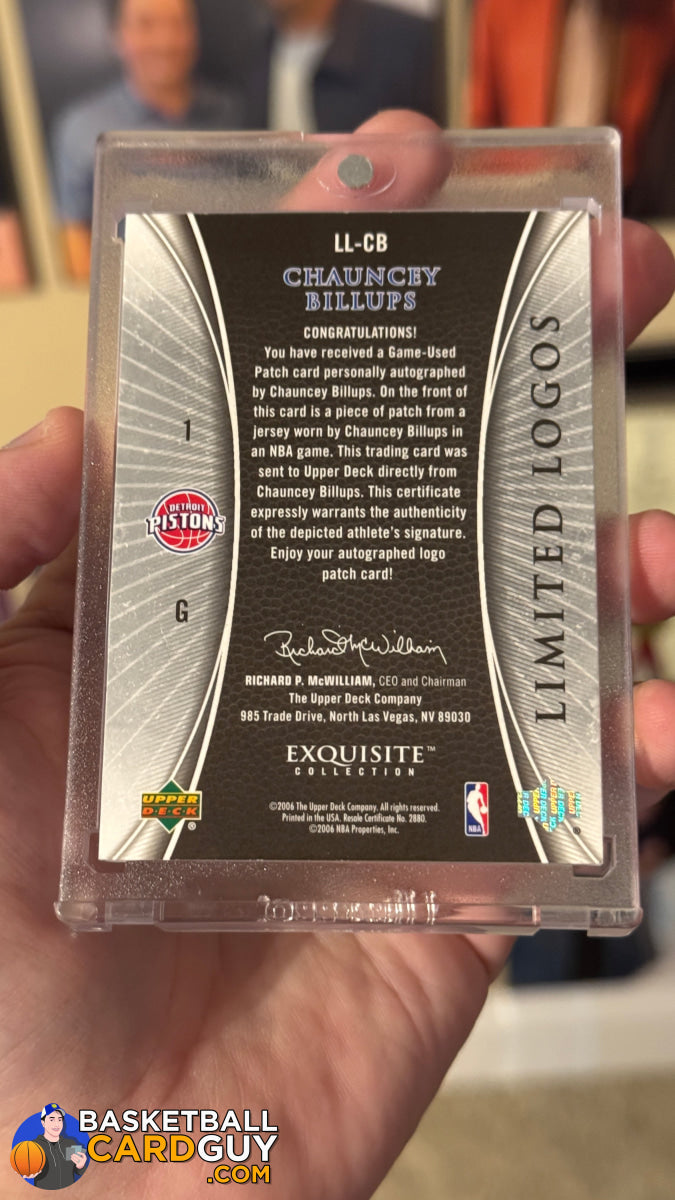 LL-CB
CHAUNCEY
BILLUPS
CONGRATULATIONS!
You have received a Game-Used
Patch card personally autographed
by Chauncey Billups. On the front of
this card is a piece of patch from a
jersey worn by Chauncey Billups in
an NBA game. This trading card was
sent to Upper Deck directly from
Chauncey Billups. This certificate
expressly warrants the authenticity
of the depicted athlete's signature.
Enjoy your autographed logo
patch card!
1
DETROIT
PISTONS
G
LIMITED LOGOS
Richard McWilliam
RICHARD P. McWILLIAM, CEO and Chairman
The Upper Deck Company
985 Trade Drive, North Las Vegas, NV 89030
EXQUISITE™
COLLECTION
UPPER
DECK
®
©2006 The Upper Deck Company. All rights reserved.
Printed in the USA. Resale Certificate No. 2880.
©2006 NBA Properties, Inc.
NBA
BASKETBALL
CARDGUY
.COM